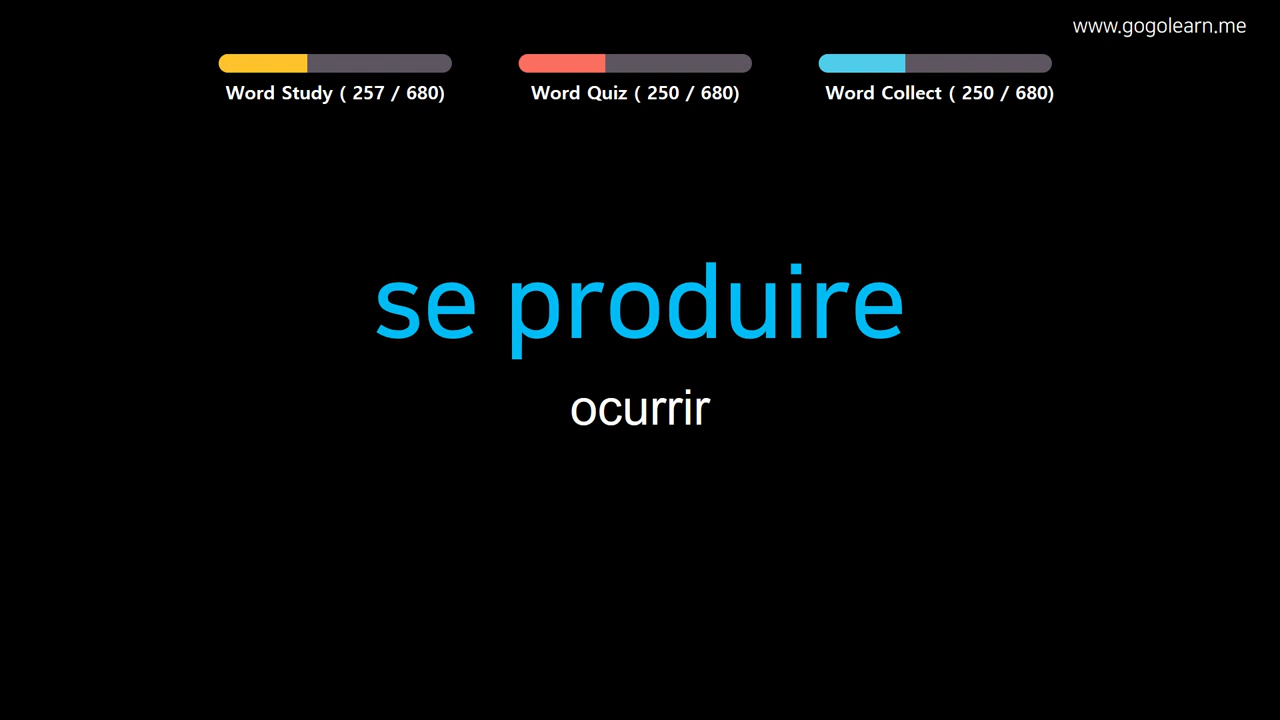 www.gogolearn.me
Word Study ( 257 / 680)
Word Quiz ( 250 / 680)
Word Collect ( 250 / 680)
se produire
ocurrir